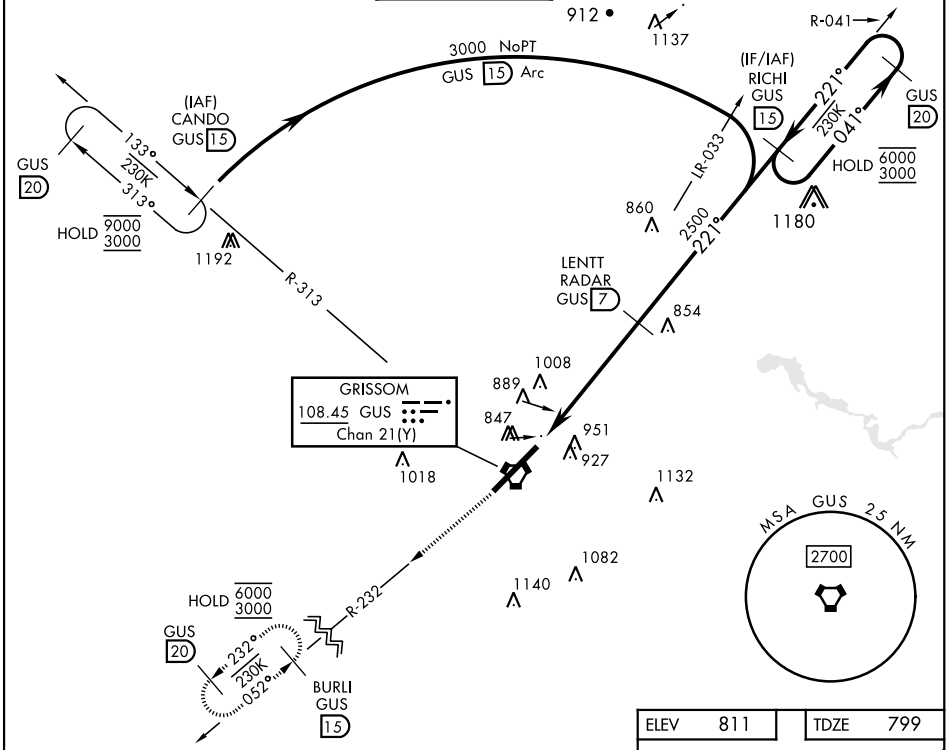 912
1137
R-041
3000 NoPT
GUS 15 Arc
(IF/IAF)
RICHI
GUS
15
221°
230K
041°
GUS
20
HOLD 6000
3000
1180
(IAF)
CANDO
GUS 15
133°
230K
313°
GUS
20
HOLD 9000
3000
1192
R-313
LR-033
860
2500
221°
LENTT
RADAR
GUS 7
854
1008
889
847
951
927
GRISSOM
108.45 GUS
Chan 21(Y)
1018
1132
1082
1140
MSA GUS 25 NM
2700
R-232
HOLD 6000
3000
GUS
20
232°
230K
052°
BURLI
GUS
15
ELEV 811
TDZE 799